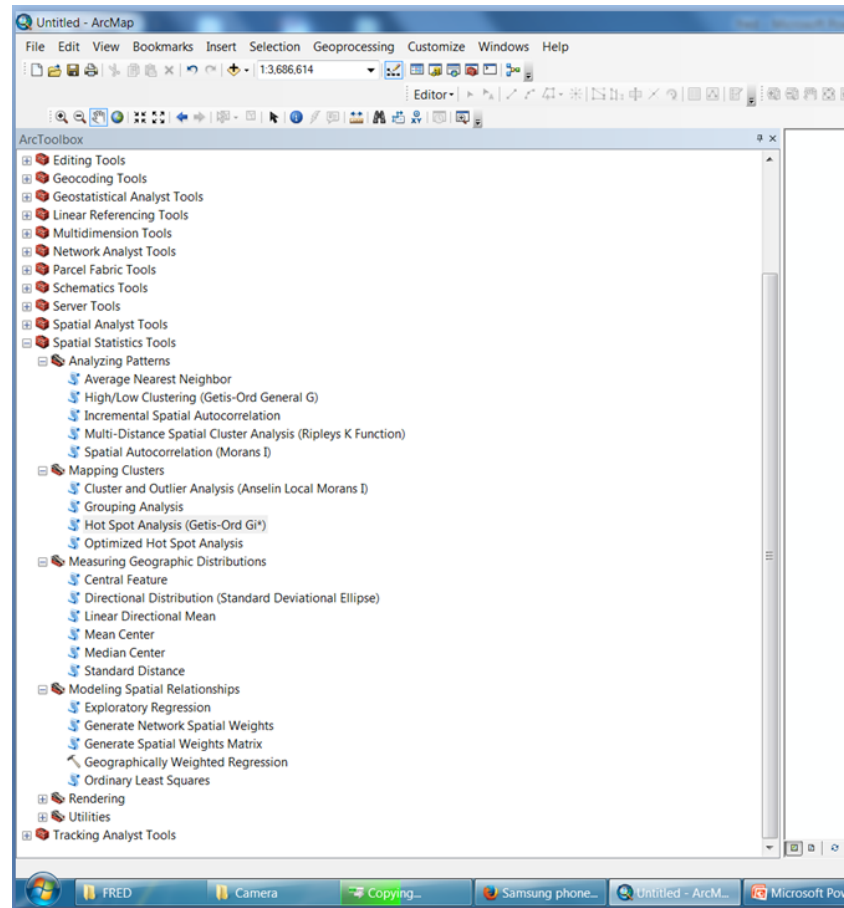 Untitled - ArcMap
File Edit View Bookmarks Insert Selection Geoprocessing Customize Windows Help
1:3,686,614
Editor
ArcToolbox
Editing Tools
Geocoding Tools
Geostatistical Analyst Tools
Linear Referencing Tools
Multidimension Tools
Network Analyst Tools
Parcel Fabric Tools
Schematics Tools
Server Tools
Spatial Analyst Tools
Spatial Statistics Tools
Analyzing Patterns
Average Nearest Neighbor
High/Low Clustering (Getis-Ord General G)
Incremental Spatial Autocorrelation
Multi-Distance Spatial Cluster Analysis (Ripleys K Function)
Spatial Autocorrelation (Morans I)
Mapping Clusters
Cluster and Outlier Analysis (Anselin Local Morans I)
Grouping Analysis
Hot Spot Analysis (Getis-Ord Gi*)
Optimized Hot Spot Analysis
Measuring Geographic Distributions
Central Feature
Directional Distribution (Standard Deviational Ellipse)
Linear Directional Mean
Mean Center
Median Center
Standard Distance
Modeling Spatial Relationships
Exploratory Regression
Generate Network Spatial Weights
Generate Spatial Weights Matrix
Geographically Weighted Regression
Ordinary Least Squares
Rendering
Utilities
Tracking Analyst Tools
FRED Camera Copying... Samsung phone... Untitled - ArcM... Microsoft Pow